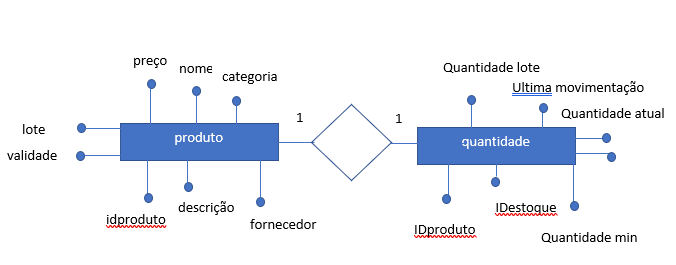 preço
nome
categoria
Quantidade lote
Ultima movimentação
Quantidade atual
1
1
lote
produto
quantidade
validade
idproduto
descrição
fornecedor
IDestoque
IDproduto
Quantidade min